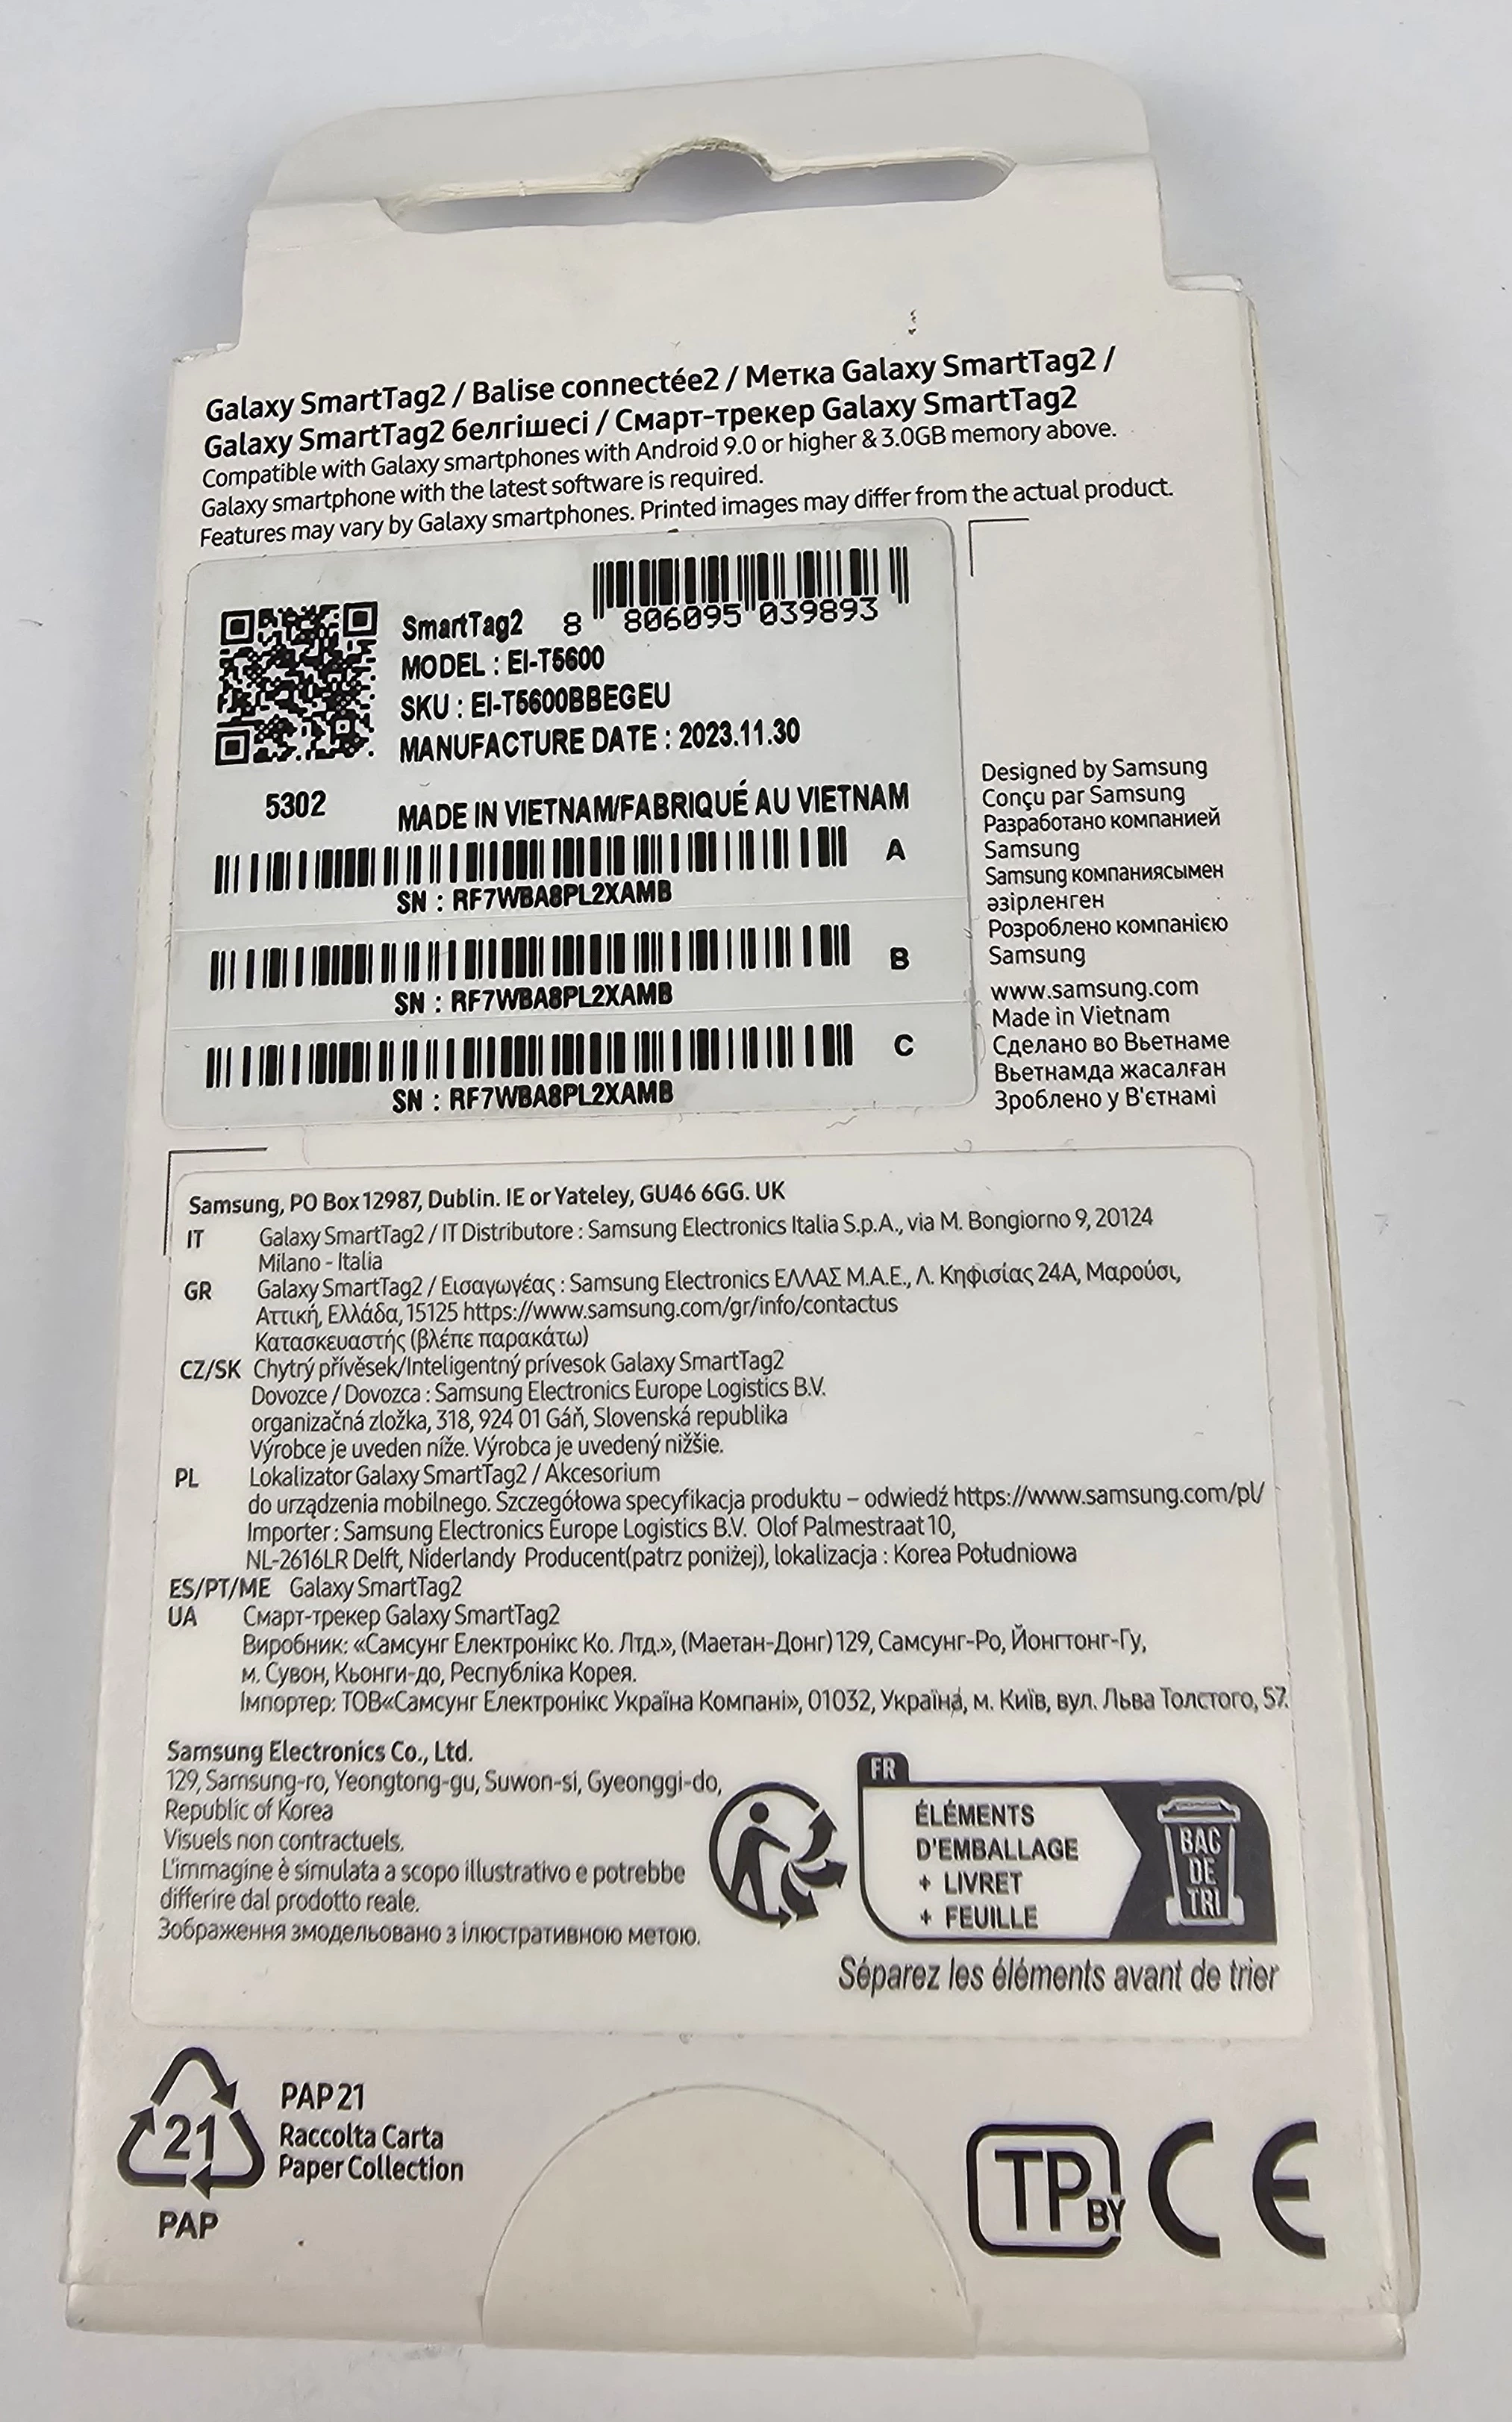 Galaxy SmartTag2 / Balise connectée2 / Метка Galaxy SmartTag2 /
Galaxy SmartTag2 белгішесі / Смарт-трекер Galaxy SmartTag2
Compatible with Galaxy smartphones with Android 9.0 or higher & 3.0GB memory above.
Galaxy smartphone with the latest software is required.
Features may vary by Galaxy smartphones. Printed images may differ from the actual product.
SmartTag2
8 806095 039893
MODEL : EI-T5600
SKU : EI-T5600BBEGEU
MANUFACTURE DATE : 2023.11.30
5302
MADE IN VIETNAM/FABRIQUÉ AU VIETNAM
A
SN : RF7WBA8PL2XAMB
B
SN : RF7WBA8PL2XAMB
C
SN : RF7WBA8PL2XAMB
Designed by Samsung
Conçu par Samsung
Разработано компанией
Samsung
Samsung компаниясымен
әзірленген
Розроблено компанією
Samsung
www.samsung.com
Made in Vietnam
Сделано во Вьетнаме
Вьетнамда жасалған
Зроблено у В'єтнамі
Samsung, PO Box 12987, Dublin. IE or Yateley, GU46 6GG. UK
IT Galaxy SmartTag2 / IT Distributore : Samsung Electronics Italia S.p.A., via M. Bongiorno 9, 20124
Milano - Italia
GR Galaxy SmartTag2 / Εισαγωγέας : Samsung Electronics ΕΛΛΑΣ Μ.Α.Ε., Λ. Κηφισίας 24Α, Μαρούσι,
Αττική, Ελλάδα, 15125 https://www.samsung.com/gr/info/contactus
Κατασκευαστής (βλέπε παρακάτω)
CZ/SK Chytrý přívěsek/Inteligentný prívesok Galaxy SmartTag2
Dovozce / Dovozca : Samsung Electronics Europe Logistics B.V.
organizačná zložka, 318, 924 01 Gáň, Slovenská republika
Výrobce je uveden níže. Výrobca je uvedený nižšie.
PL Lokalizator Galaxy SmartTag2 / Akcesorium
do urządzenia mobilnego. Szczegółowa specyfikacja produktu – odwiedź https://www.samsung.com/pl/
Importer : Samsung Electronics Europe Logistics B.V. Olof Palmestraat 10,
NL-2616LR Delft, Niderlandy Producent(patrz poniżej), lokalizacja : Korea Południowa
ES/PT/ME Galaxy SmartTag2
UA Смарт-трекер Galaxy SmartTag2
Виробник: «Самсунг Електронікс Ко. Лтд.», (Маетан-Донг) 129, Самсунг-Ро, Йонгтонг-Гу,
м. Сувон, Кьонги-до, Республіка Корея.
Імпортер: ТОВ«Самсунг Електронікс Україна Компані», 01032, Україна, м. Київ, вул. Льва Толстого, 57.
Samsung Electronics Co., Ltd.
129, Samsung-ro, Yeongtong-gu, Suwon-si, Gyeonggi-do,
Republic of Korea
Visuels non contractuels.
L'immagine è simulata a scopo illustrativo e potrebbe
differire dal prodotto reale.
Зображення змодельовано з ілюстративною метою.
FR
ÉLÉMENTS
D'EMBALLAGE
+ LIVRET
+ FEUILLE
BAC
DE
TRI
Séparez les éléments avant de trier
21
PAP
PAP 21
Raccolta Carta
Paper Collection
TP BY
CE